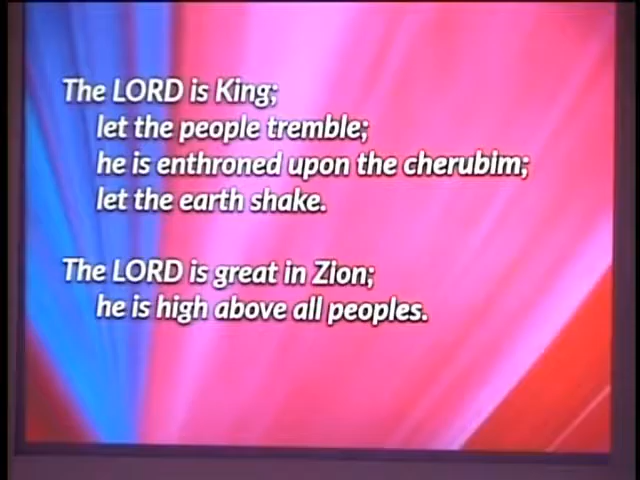 The LORD is King;
let the people tremble;
he is enthroned upon the cherubim;
let the earth shake.
The LORD is great in Zion;
he is high above all peoples.